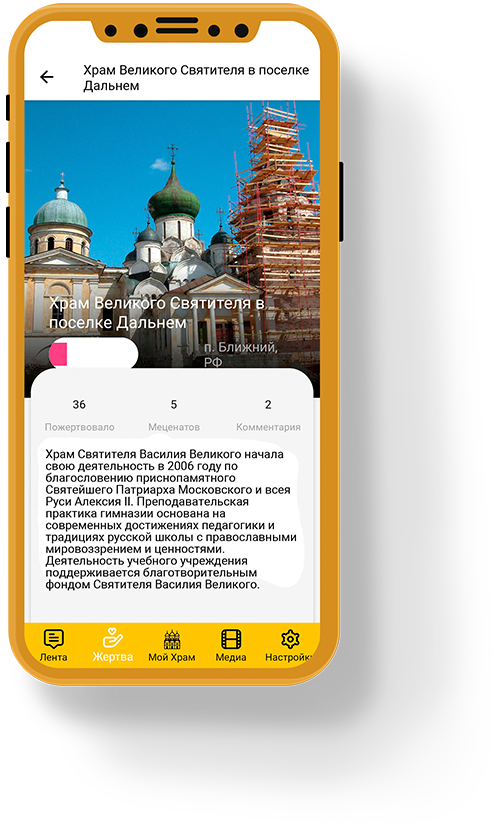 Храм Великого Святителя в поселке
Дальнем
Храм Великого Святителя в
поселке Дальнем
п. Ближний,
РФ
36
5
2
Пожертвовало
Меценатов
Комментария
Храм Святителя Василия Великого начала
свою деятельность в 2006 году по
благословению приснопамятного
Святейшего Патриарха Московского и всея
Руси Алексия II. Преподавательская
практика гимназии основана на
современных достижениях педагогики и
традициях русской школы с православными
мировоззрением и ценностями.
Деятельность учебного учреждения
поддерживается благотворительным
фондом Святителя Василия Великого.
Лента
Жертва
Мой Храм
Медиа
Настройки